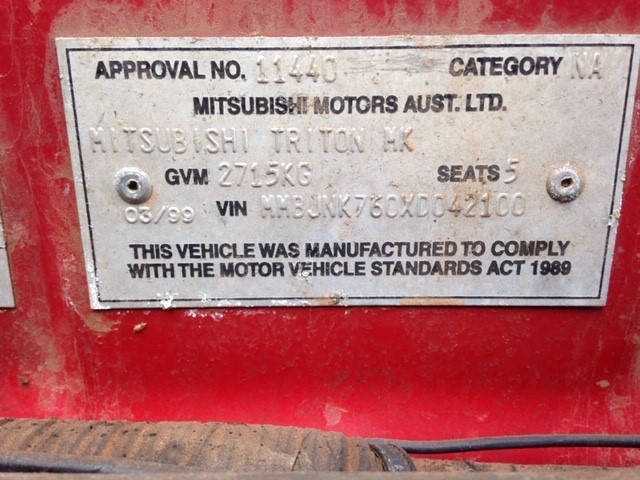 APPROVAL NO. 11440 CATEGORY NA
MITSUBISHI MOTORS AUST. LTD.
MITSUBISHI TRITON MK
GVM 2715KG SEATS 5
03/99 VIN MMBJNK760XD042100
THIS VEHICLE WAS MANUFACTURED TO COMPLY
WITH THE MOTOR VEHICLE STANDARDS ACT 1989